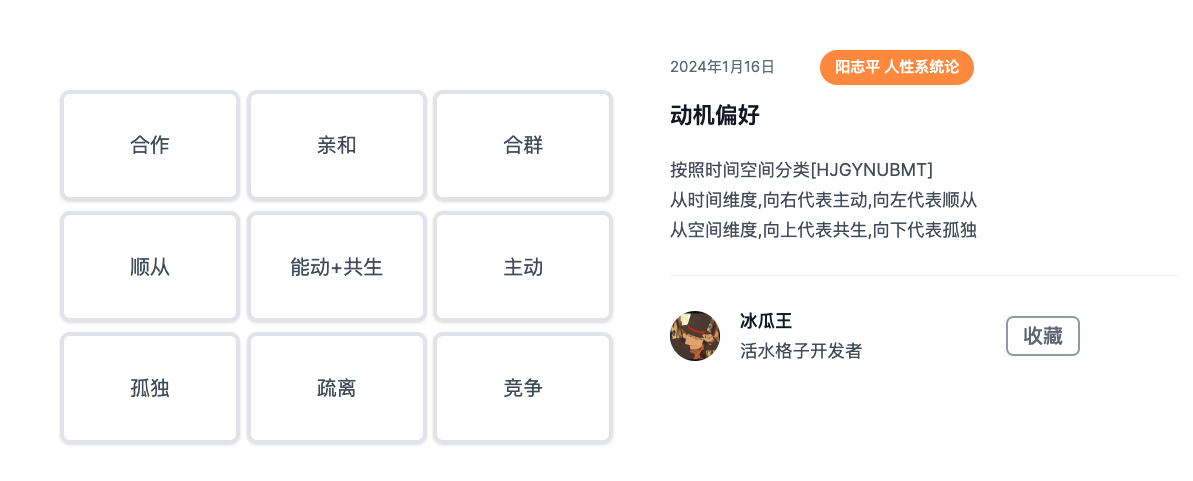 合作
亲和
合群
顺从
能动+共生
主动
孤独
疏离
竞争
2024年1月16日
阳志平 人性系统论
动机偏好
按照时间空间分类[HJGYNUBMT]
从时间维度,向右代表主动,向左代表顺从
从空间维度,向上代表共生,向下代表孤独
冰瓜王
活水格子开发者
收藏